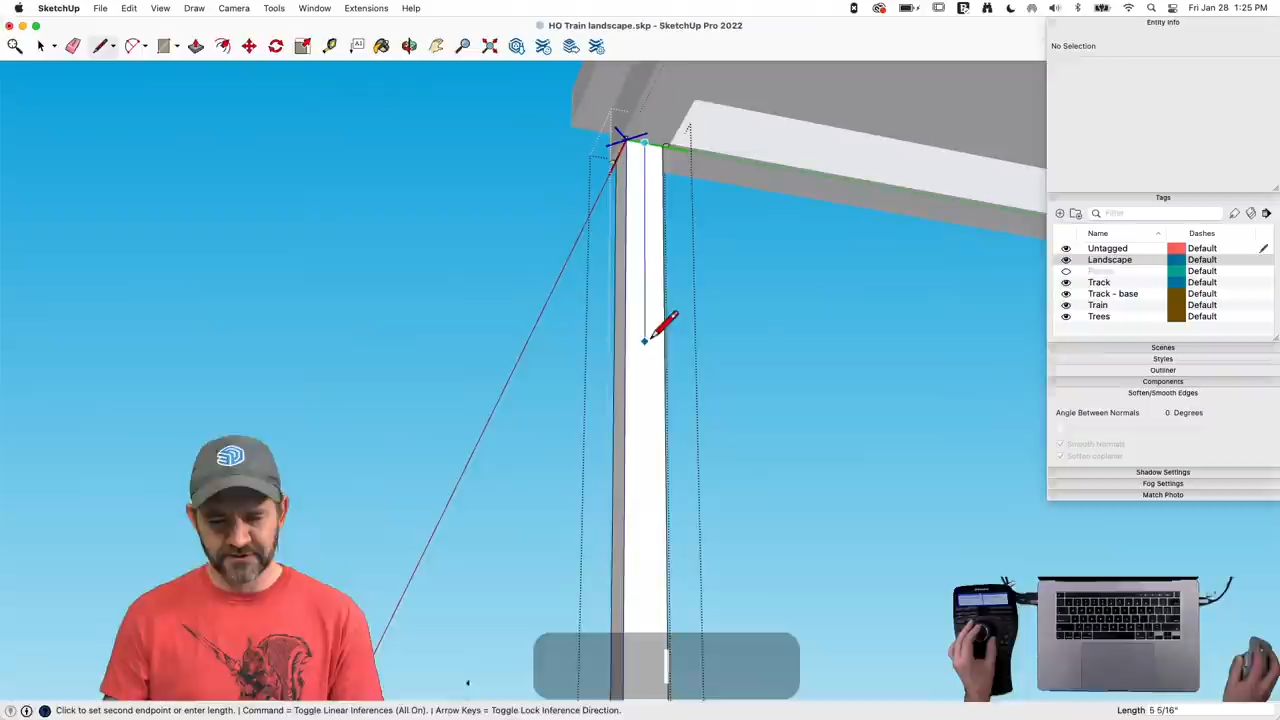 SketchUp File Edit View Draw Camera Tools Window Extensions Help Fri Jan 28 1:25 PM
HO Train landscape.skp - SketchUp Pro 2022
Entity Info
No Selection
Tags
Filter
Name Dashes
Untagged Default
Landscape Default
Default
Track Default
Track - base Default
Train Default
Trees Default
Scenes
Styles
Outliner
Components
Soften/Smooth Edges
Angle Between Normals 0 Degrees
Smooth Normals
Soften coplanar
Shadow Settings
Fog Settings
Match Photo
Click to set second endpoint or enter length. | Command = Toggle Linear Inferences (All On). | Arrow Keys = Toggle Lock Inference Direction. Length 5 5/16"